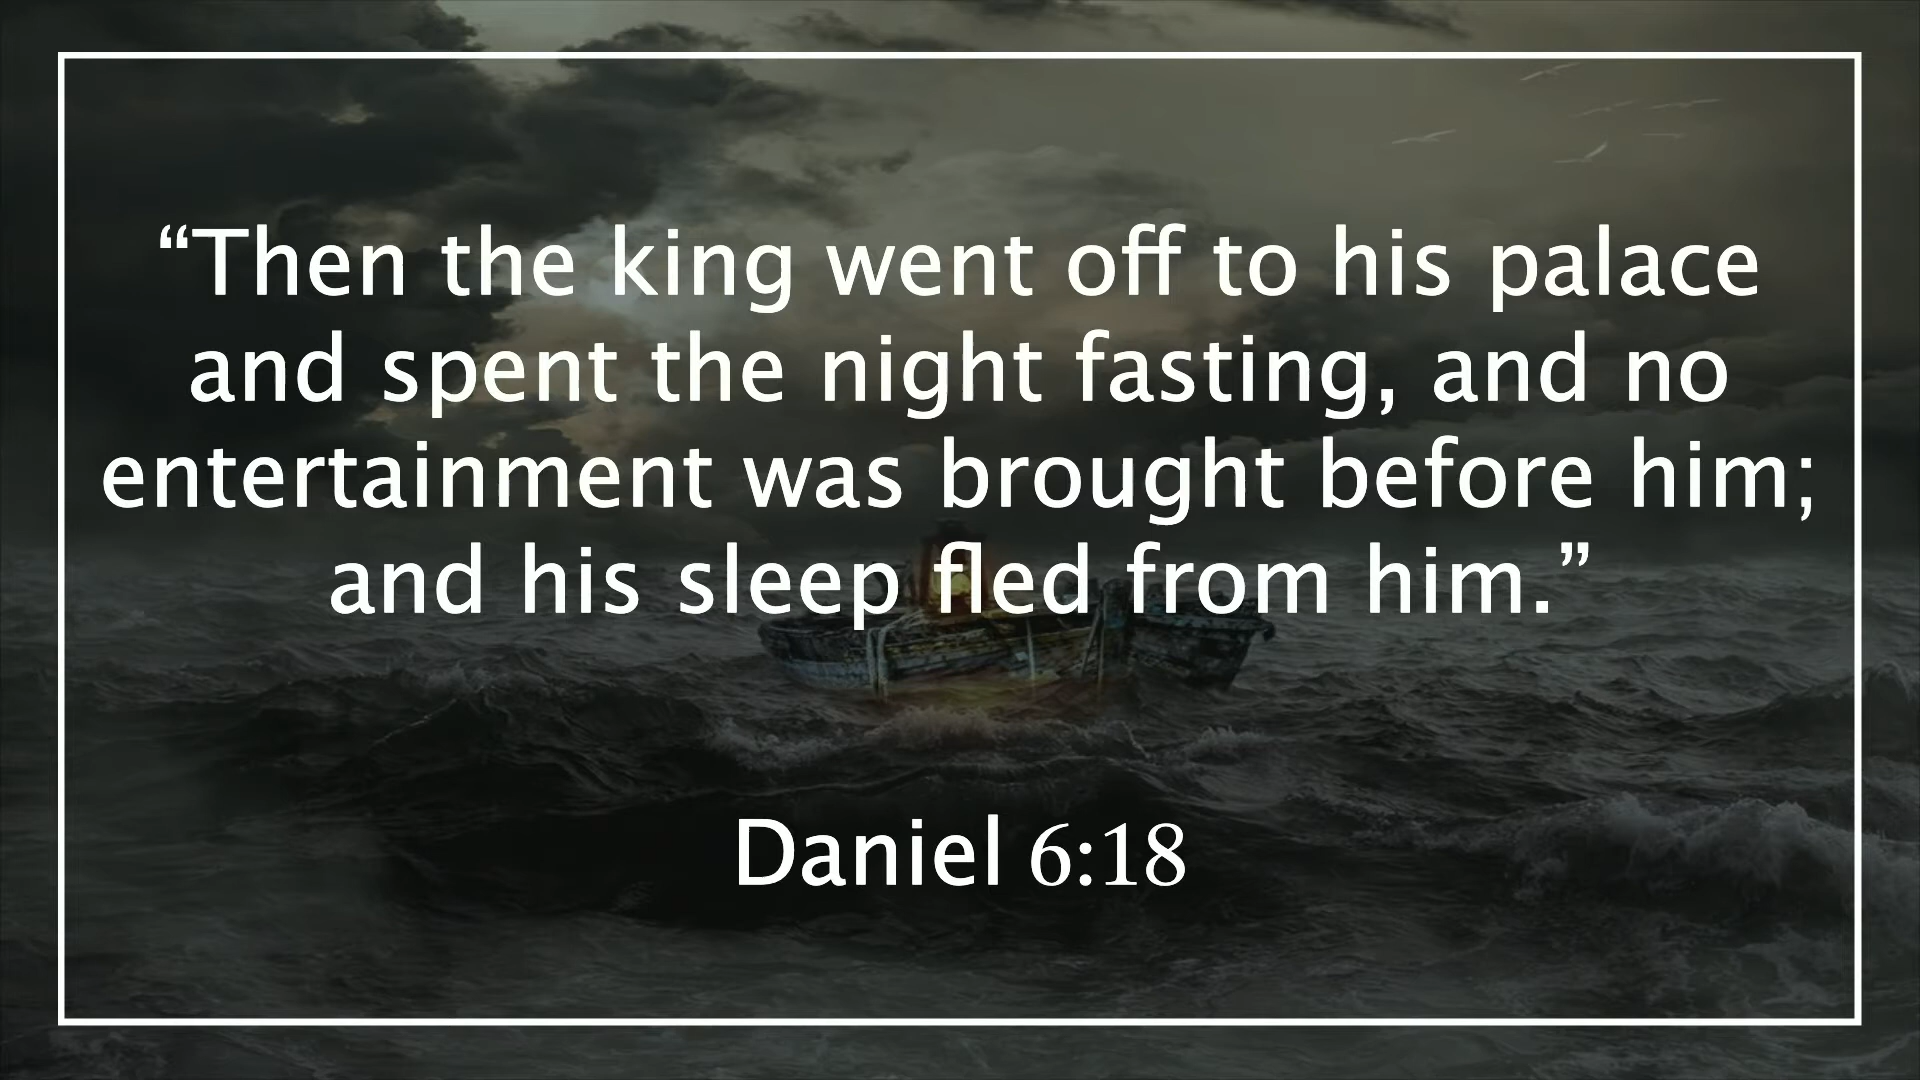 “Then the king went off to his palace
and spent the night fasting, and no
entertainment was brought before him;
and his sleep fled from him.”
Daniel 6:18